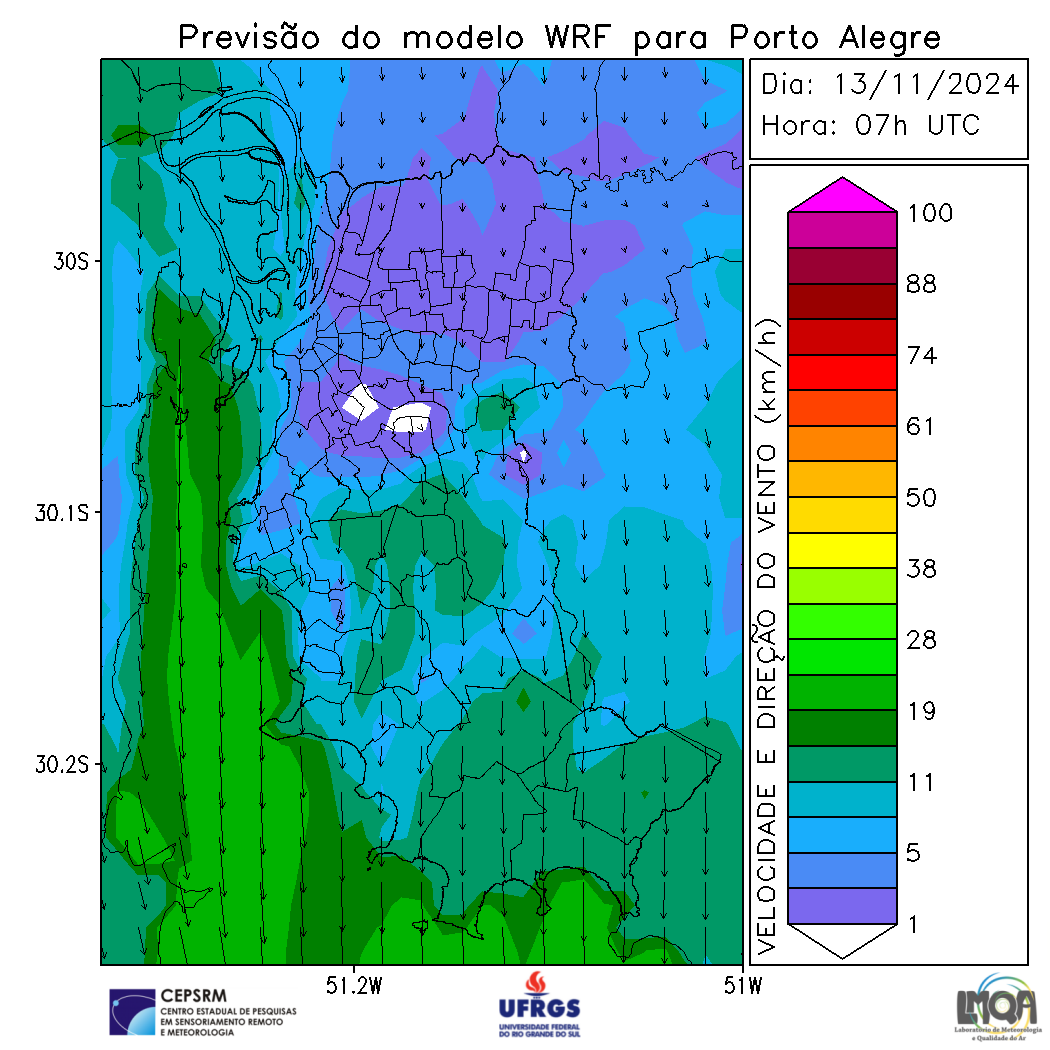 Previsão do modelo WRF para Porto Alegre
Dia: 13/11/2024
Hora: 07h UTC
30S
30.1S
30.2S
51.2W
51W
VELOCIDADE E DIREÇÃO DO VENTO (km/h)
100
88
74
61
50
38
28
19
11
5
1
CEPSRM
CENTRO ESTADUAL DE PESQUISAS
EM SENSORIAMENTO REMOTO
E METEOROLOGIA
UFRGS
UNIVERSIDADE FEDERAL
DO RIO GRANDE DO SUL
LMQA
Laboratório de Meteorologia
e Qualidade do Ar